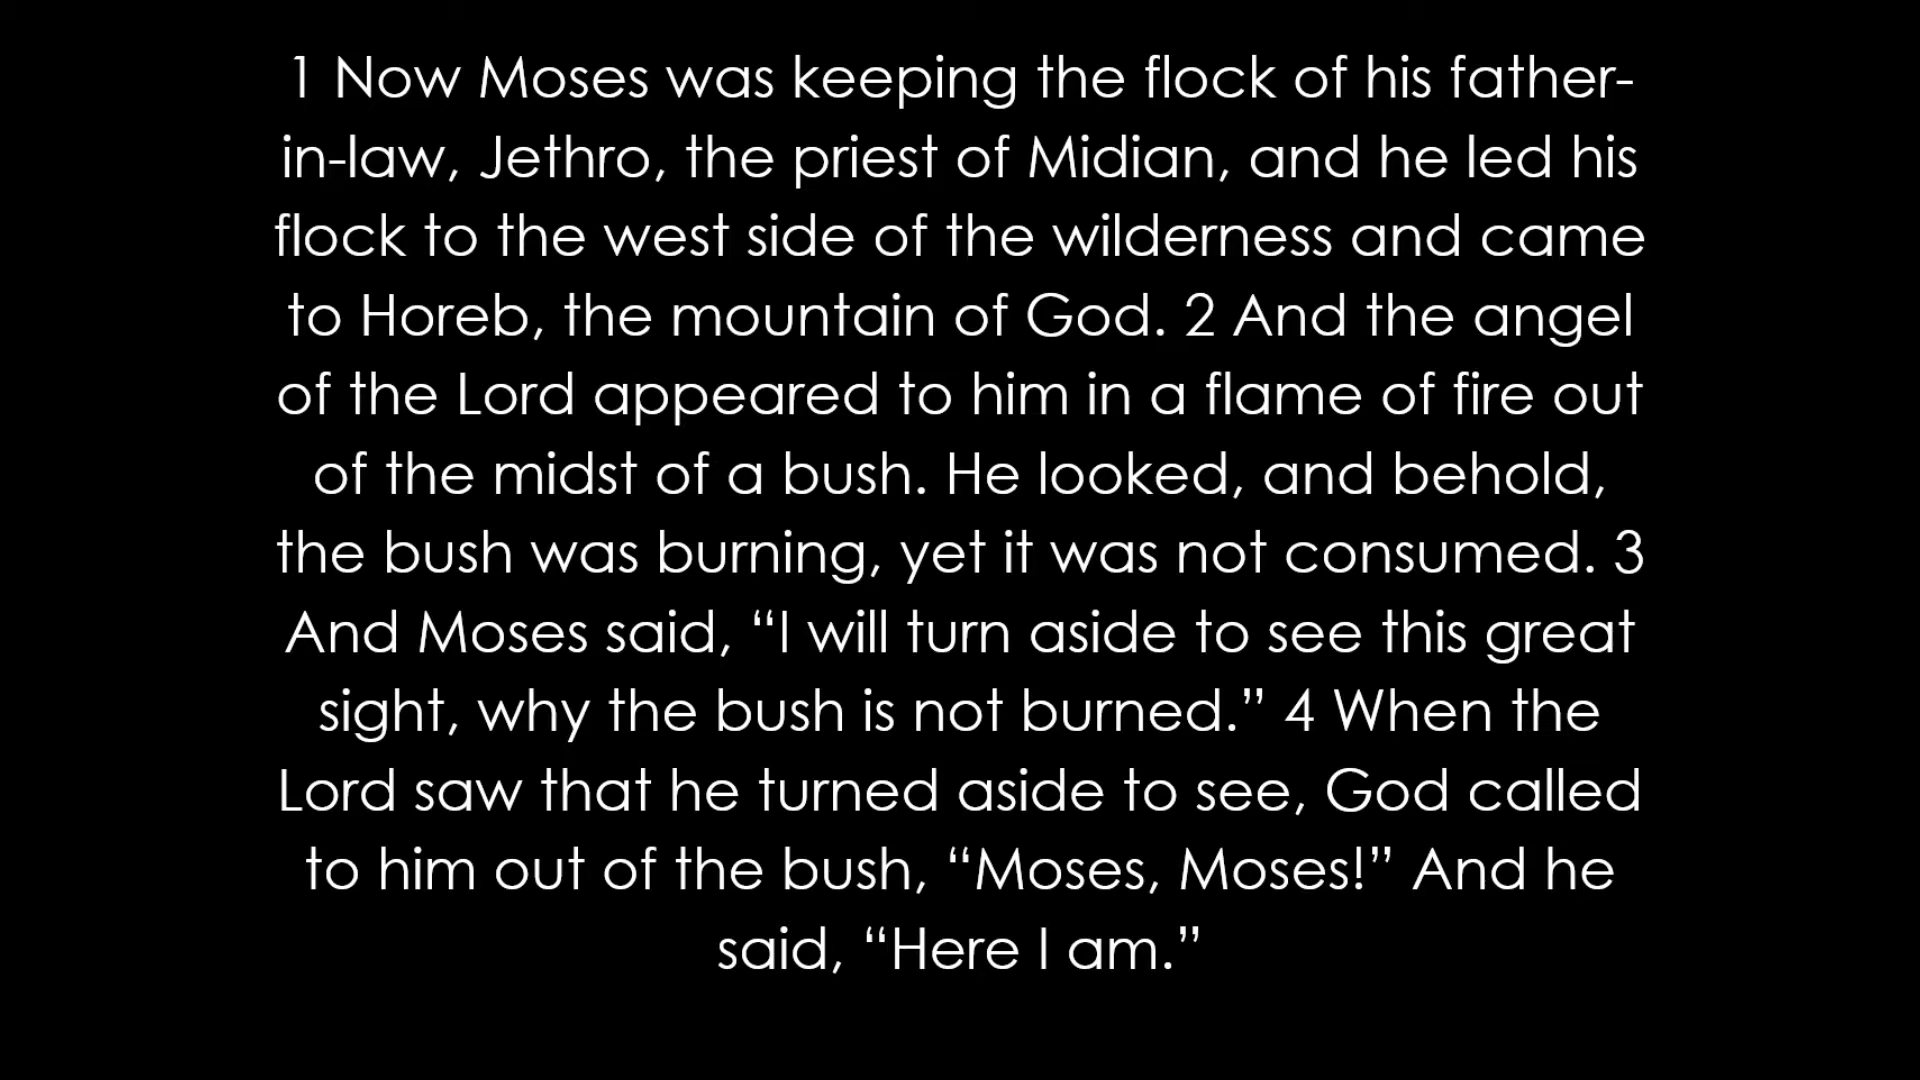 1 Now Moses was keeping the flock of his father-
in-law, Jethro, the priest of Midian, and he led his
flock to the west side of the wilderness and came
to Horeb, the mountain of God. 2 And the angel
of the Lord appeared to him in a flame of fire out
of the midst of a bush. He looked, and behold,
the bush was burning, yet it was not consumed. 3
And Moses said, “I will turn aside to see this great
sight, why the bush is not burned.” 4 When the
Lord saw that he turned aside to see, God called
to him out of the bush, “Moses, Moses!” And he
said, “Here I am.”